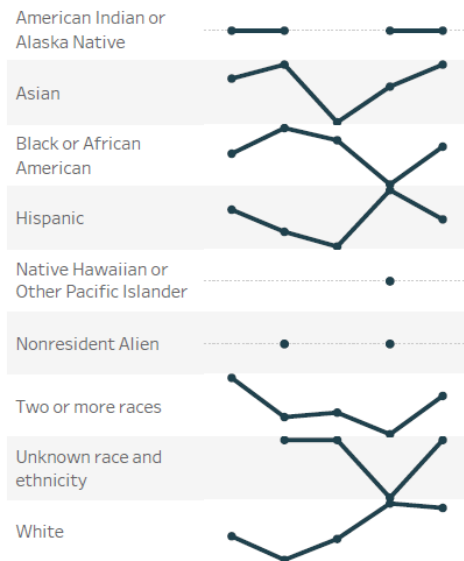 American Indian or
Alaska Native
Asian
Black or African
American
Hispanic
Native Hawaiian or
Other Pacific Islander
Nonresident Alien
Two or more races
Unknown race and
ethnicity
White